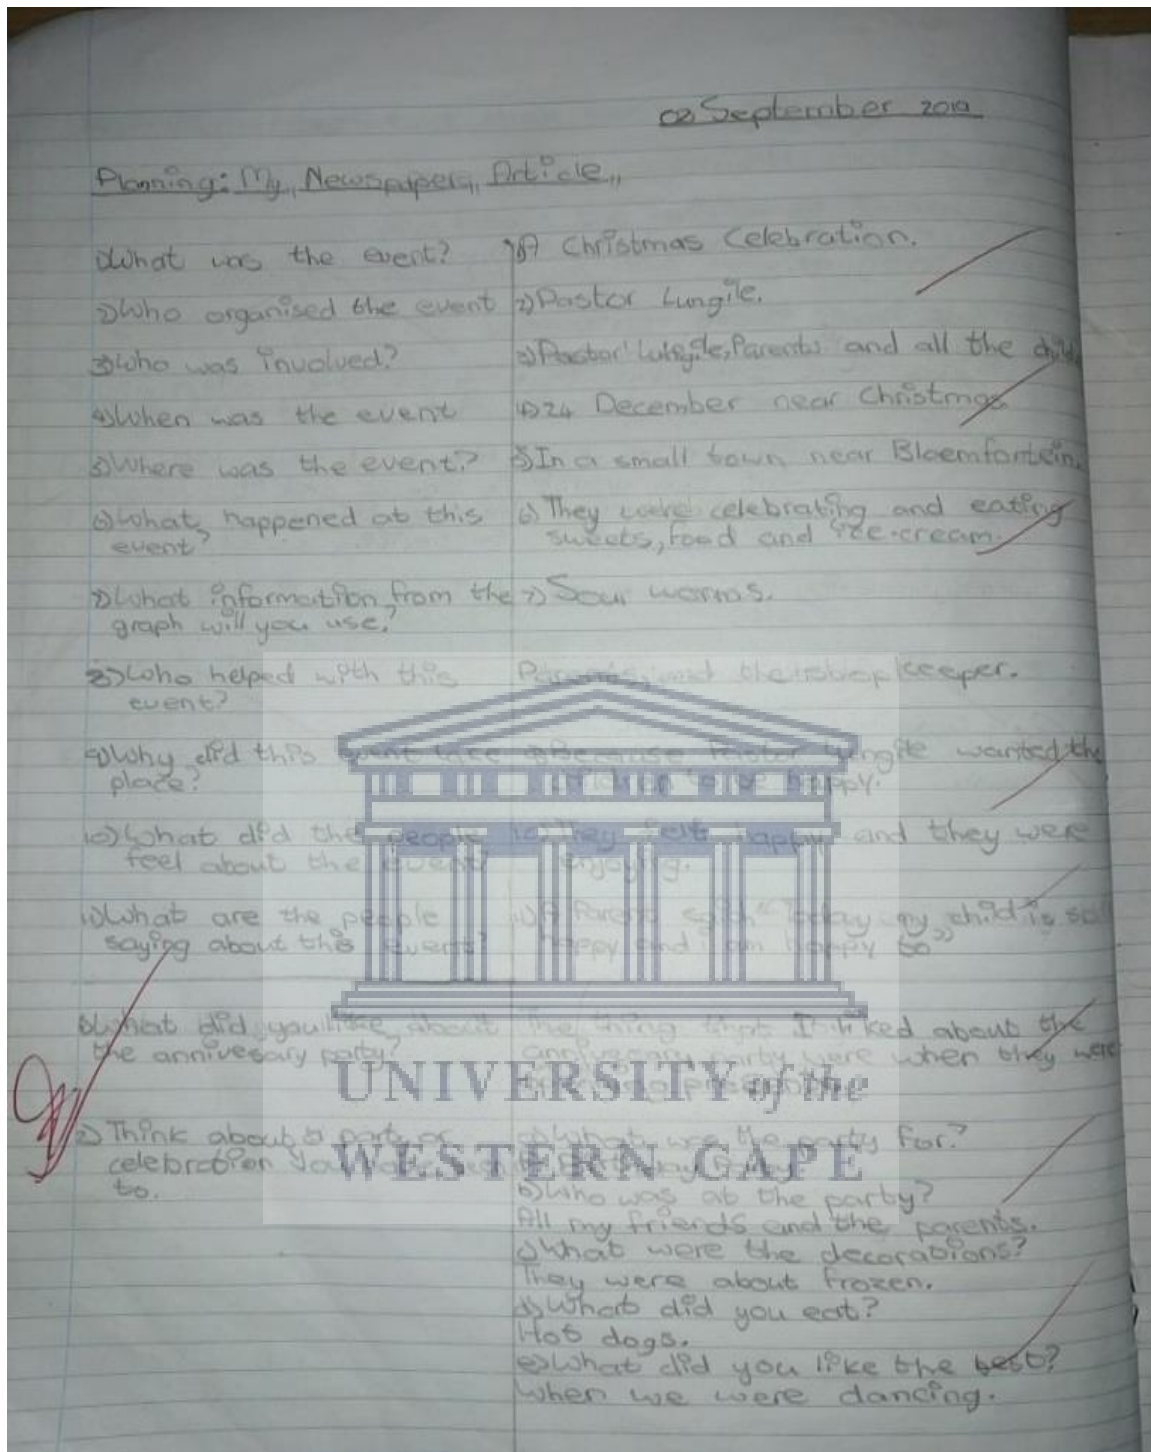 02 September 2019
Planning: My Newspaper Article
1) What was the event? 1) A Christmas Celebration.
2) Who organised the event 2) Pastor Lungile.
3) Who was involved? 3) Pastor Lungile, Parents and all the
4) When was the event 4) 24 December near Christmas
5) Where was the event? 5) In a small town near Bloemfontein.
6) What happened at this 6) They were celebrating and eating
event? sweets, food and ice-cream.
7) What information from the 7) Sour worms.
graph will you use?
8) Who helped with this Parents and the shop keeper.
event?
9) Why did this event take 9) Because Pastor Lungile wanted the
place? children to be happy.
10) What did the people 10) They felt happy and they were
feel about the event? enjoying.
11) What are the people 11) A Parent said "Today my child is so
saying about this event? happy and i am happy to"
1) What did you like about The thing that I liked about the
the annivesary party? annivesary party were when they were
2) Think about a party or a) What was the party for?
celebration you
to. b) Who was at the party?
All my friends and the parents.
c) What were the decorations?
They were about frozen.
d) What did you eat?
Hot dogs.
e) What did you like the best?
When we were dancing.
UNIVERSITY of the
WESTERN CAPE